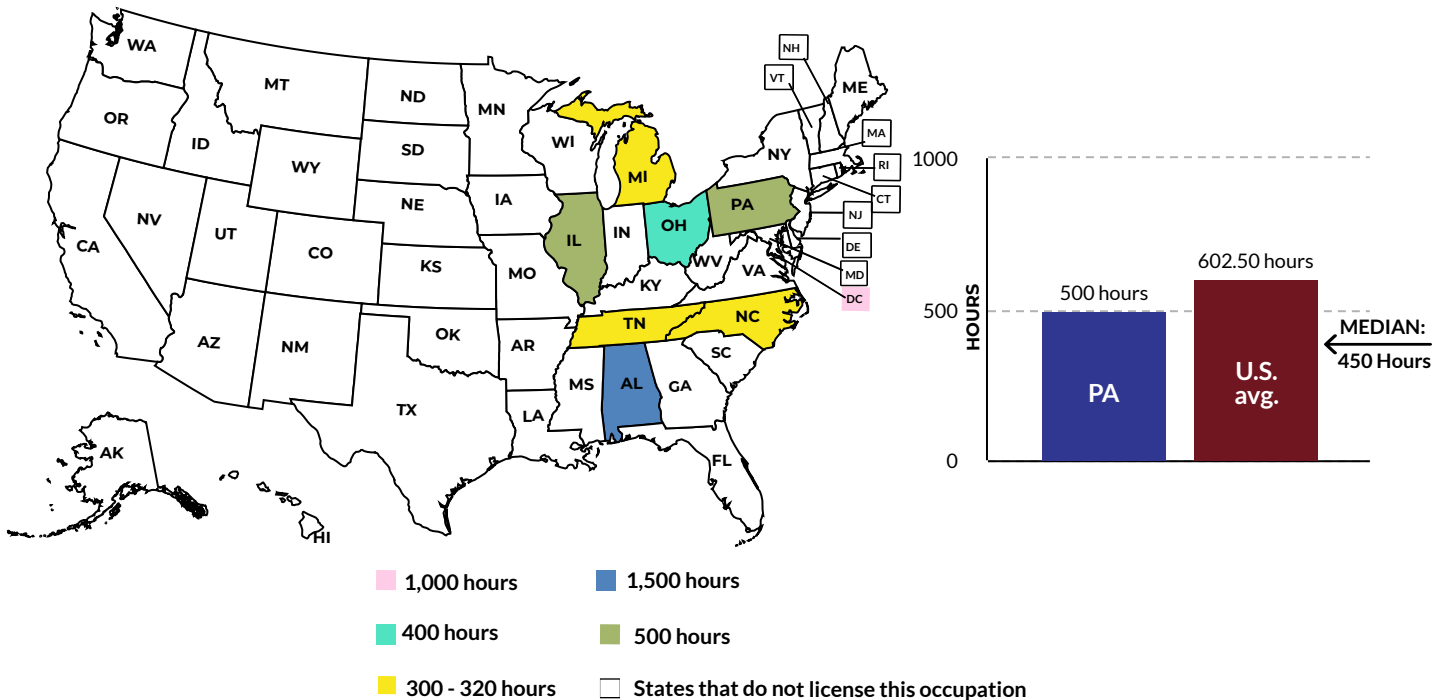 WA
MT
ND
MN
OR
ID
SD
WI
WY
MI
NY
ME
NH
VT
MA
RI
CT
NJ
DE
MD
DC
IA
NE
NV
UT
CA
CO
IL
IN
OH
PA
KS
MO
WV
VA
KY
TN
NC
AZ
NM
OK
AR
SC
MS
AL
GA
TX
LA
FL
AK
HI
1,000 hours
1,500 hours
400 hours
500 hours
300 - 320 hours
States that do not license this occupation
1000
500
0
HOURS
500 hours
602.50 hours
PA
U.S.
avg.
MEDIAN:
450 Hours